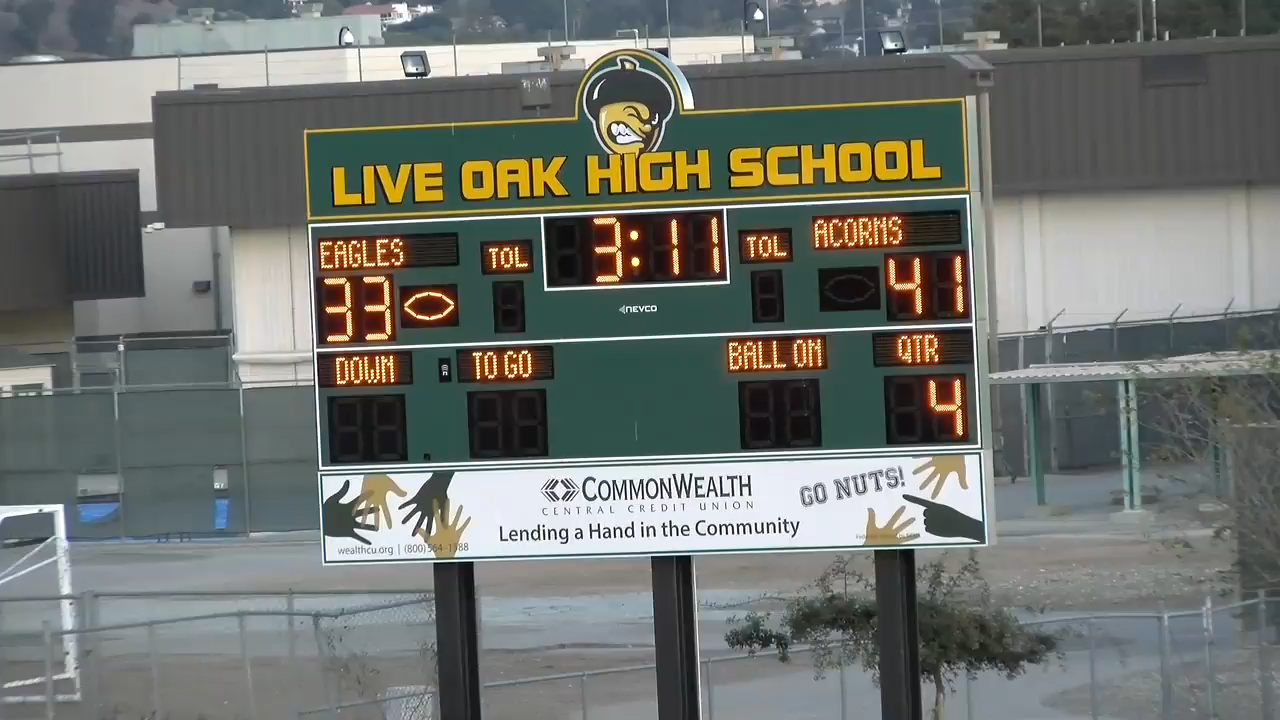 LIVE OAK HIGH SCHOOL
EAGLES TOL 3:11 TOL ACORNS
33 41
NEVCO
DOWN TO GO BALL ON QTR
4
COMMONWEALTH
CENTRAL CREDIT UNION
Lending a Hand in the Community
GO NUTS!
wealthcu.org | (800)564-1588